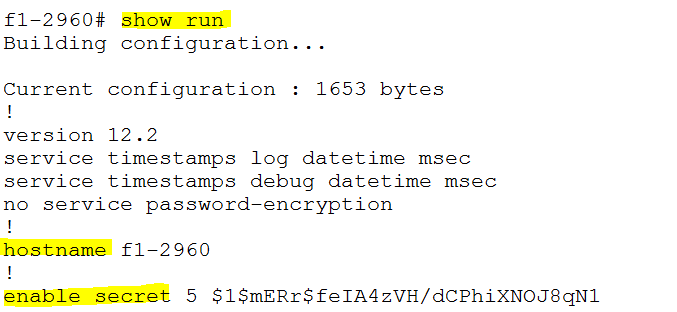 f1-2960# show run
Building configuration...
Current configuration : 1653 bytes
!
version 12.2
service timestamps log datetime msec
service timestamps debug datetime msec
no service password-encryption
!
hostname f1-2960
!
enable secret 5 $1$mERr$feIA4zVH/dCPhiXNOJ8qN1